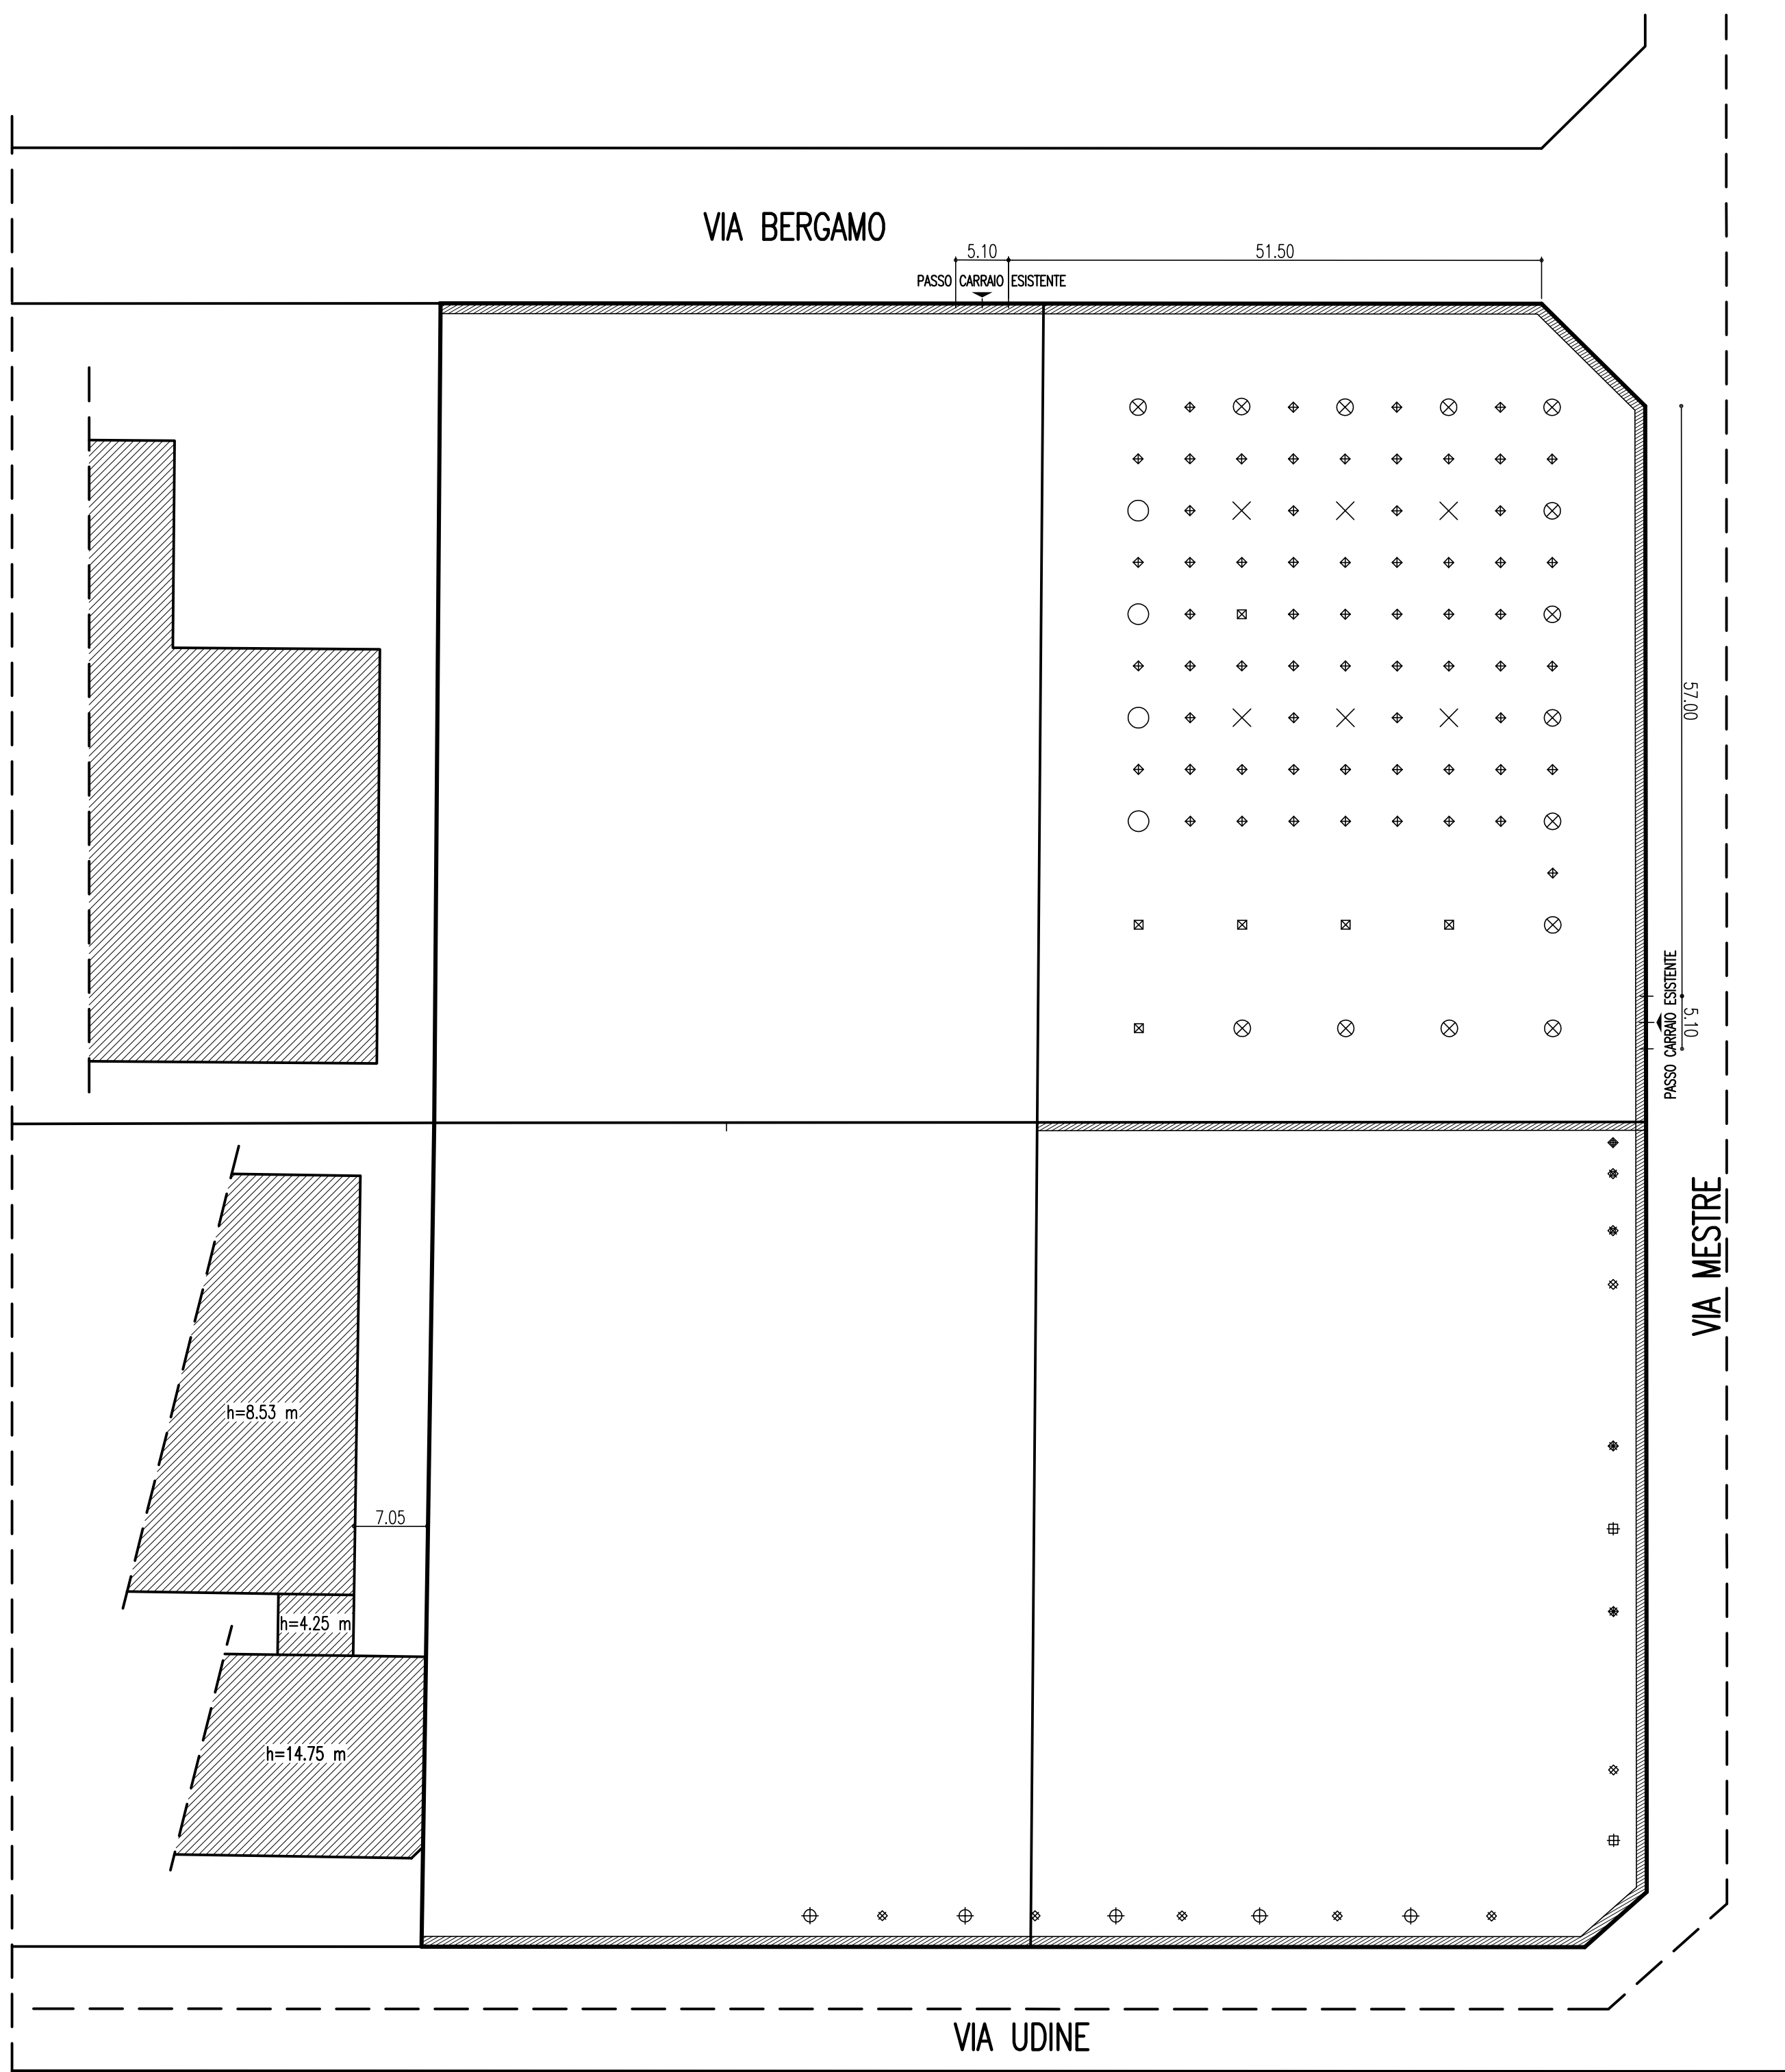 VIA BERGAMO
5.10
51.50
PASSO CARRAIO ESISTENTE
57.00
5.10
PASSO CARRAIO ESISTENTE
VIA MESTRE
h=8.53 m
7.05
h=4.25 m
h=14.75 m
VIA UDINE